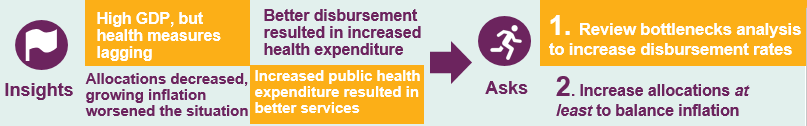 Insights
High GDP, but
health measures
lagging
Better disbursement
resulted in increased
health expenditure
Allocations decreased,
growing inflation
worsened the situation
Increased public health
expenditure resulted in
better services
Asks
1. Review bottlenecks analysis
to increase disbursement rates
2. Increase allocations at
least to balance inflation